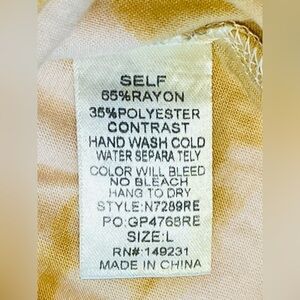 SELF
65%RAYON
35%POLYESTER
CONTRAST
HAND WASH COLD
WATER SEPARA TELY
COLOR WILL BLEED
NO BLEACH
HANG TO DRY
STYLE:N7289RE
PO:GP4768RE
SIZE:L
RN#:149231
MADE IN CHINA